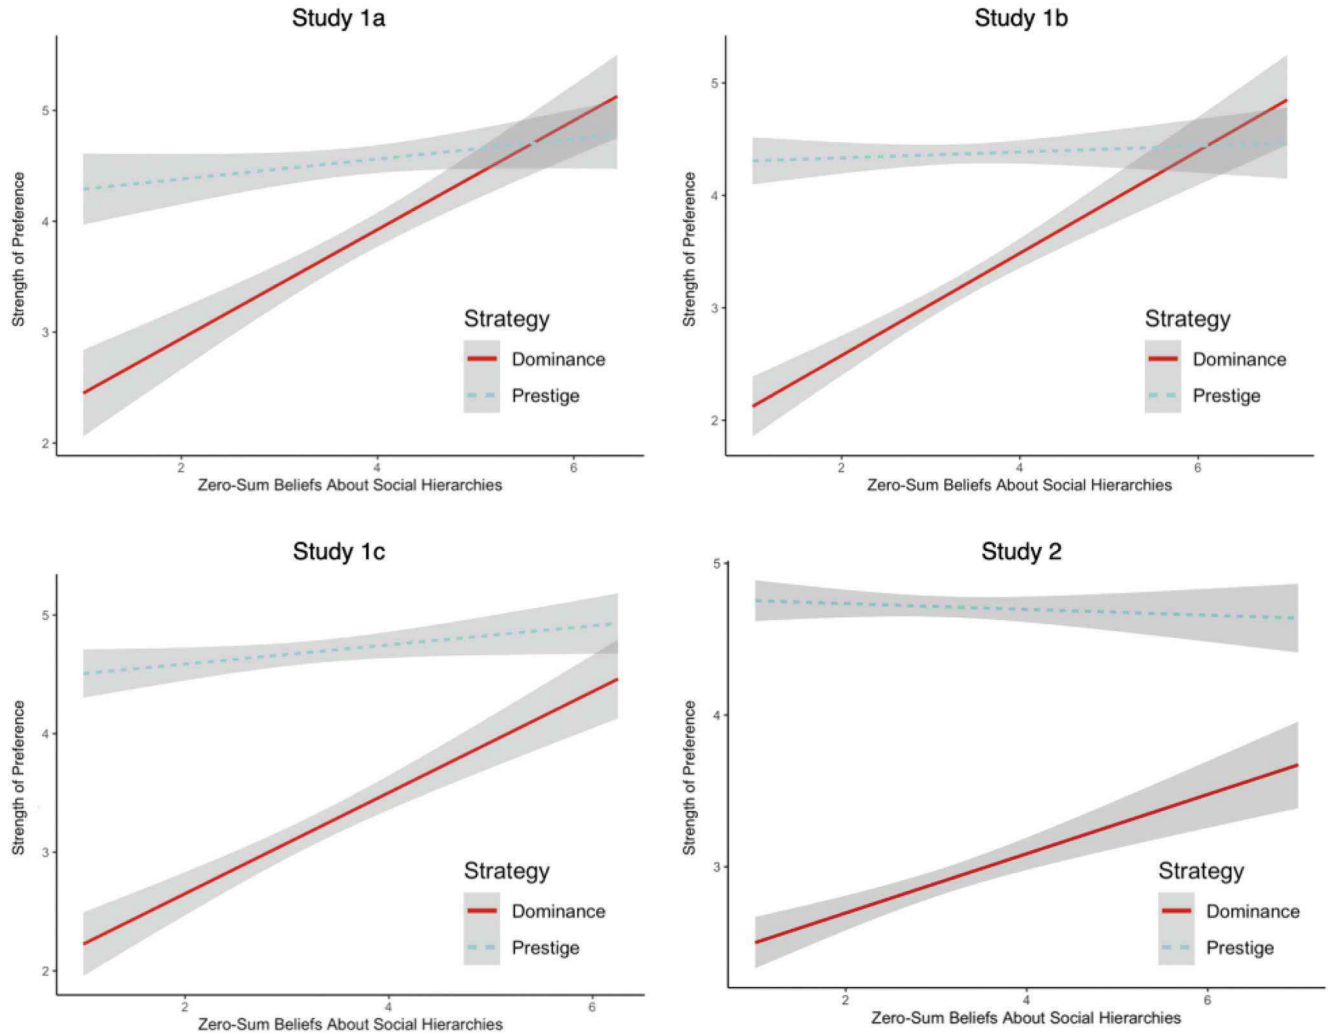 Study 1a
5
4
3
2
Strength of Preference
Strategy
Dominance
Prestige
2 4 6
Zero-Sum Beliefs About Social Hierarchies
Study 1b
5
4
3
2
Strength of Preference
Strategy
Dominance
Prestige
2 4 6
Zero-Sum Beliefs About Social Hierarchies
Study 1c
5
4
3
2
Strength of Preference
Strategy
Dominance
Prestige
2 4 6
Zero-Sum Beliefs About Social Hierarchies
Study 2
5
4
3
Strength of Preference
Strategy
Dominance
Prestige
2 4 6
Zero-Sum Beliefs About Social Hierarchies